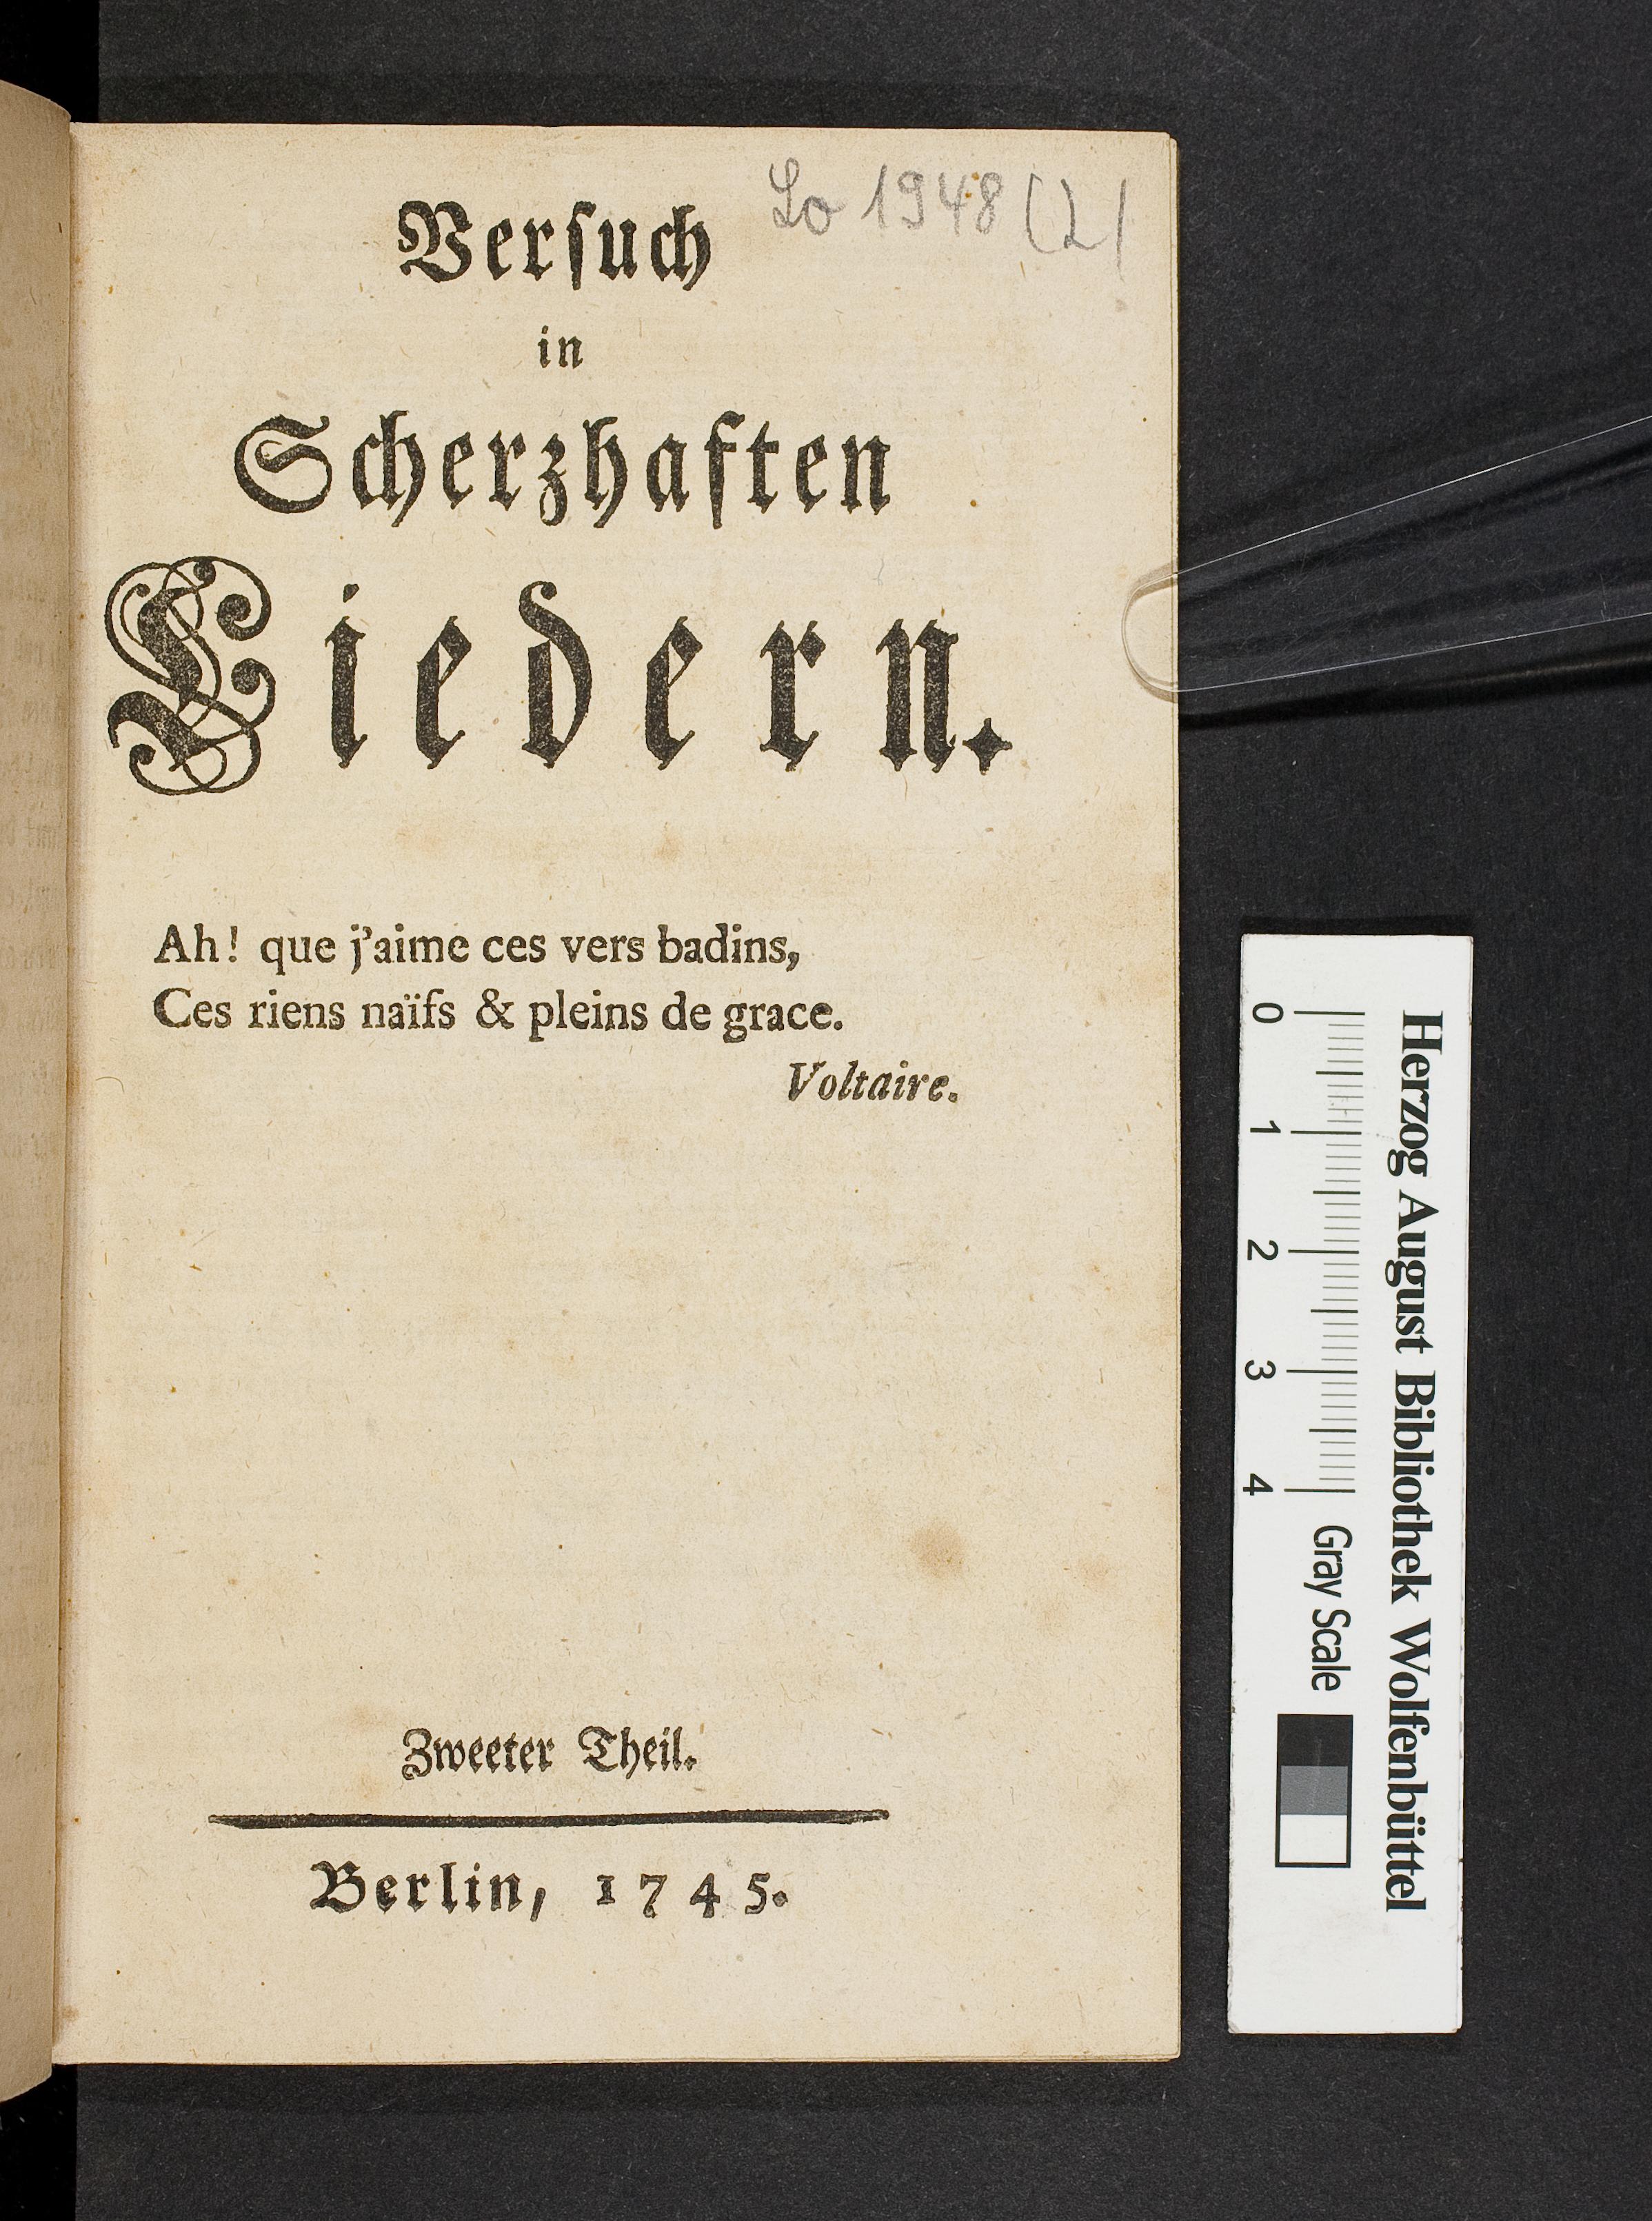 Lo 1948 (2)
Verſuch
in
Scherzhaften
Liedern.
Ah! que j'aime ces vers badins,
Ces riens naïfs & pleins de grace.
Voltaire.
Zweeter Theil.
Berlin, 1745.
Herzog August Bibliothek Wolfenbüttel
0 1 2 3 4 Gray Scale